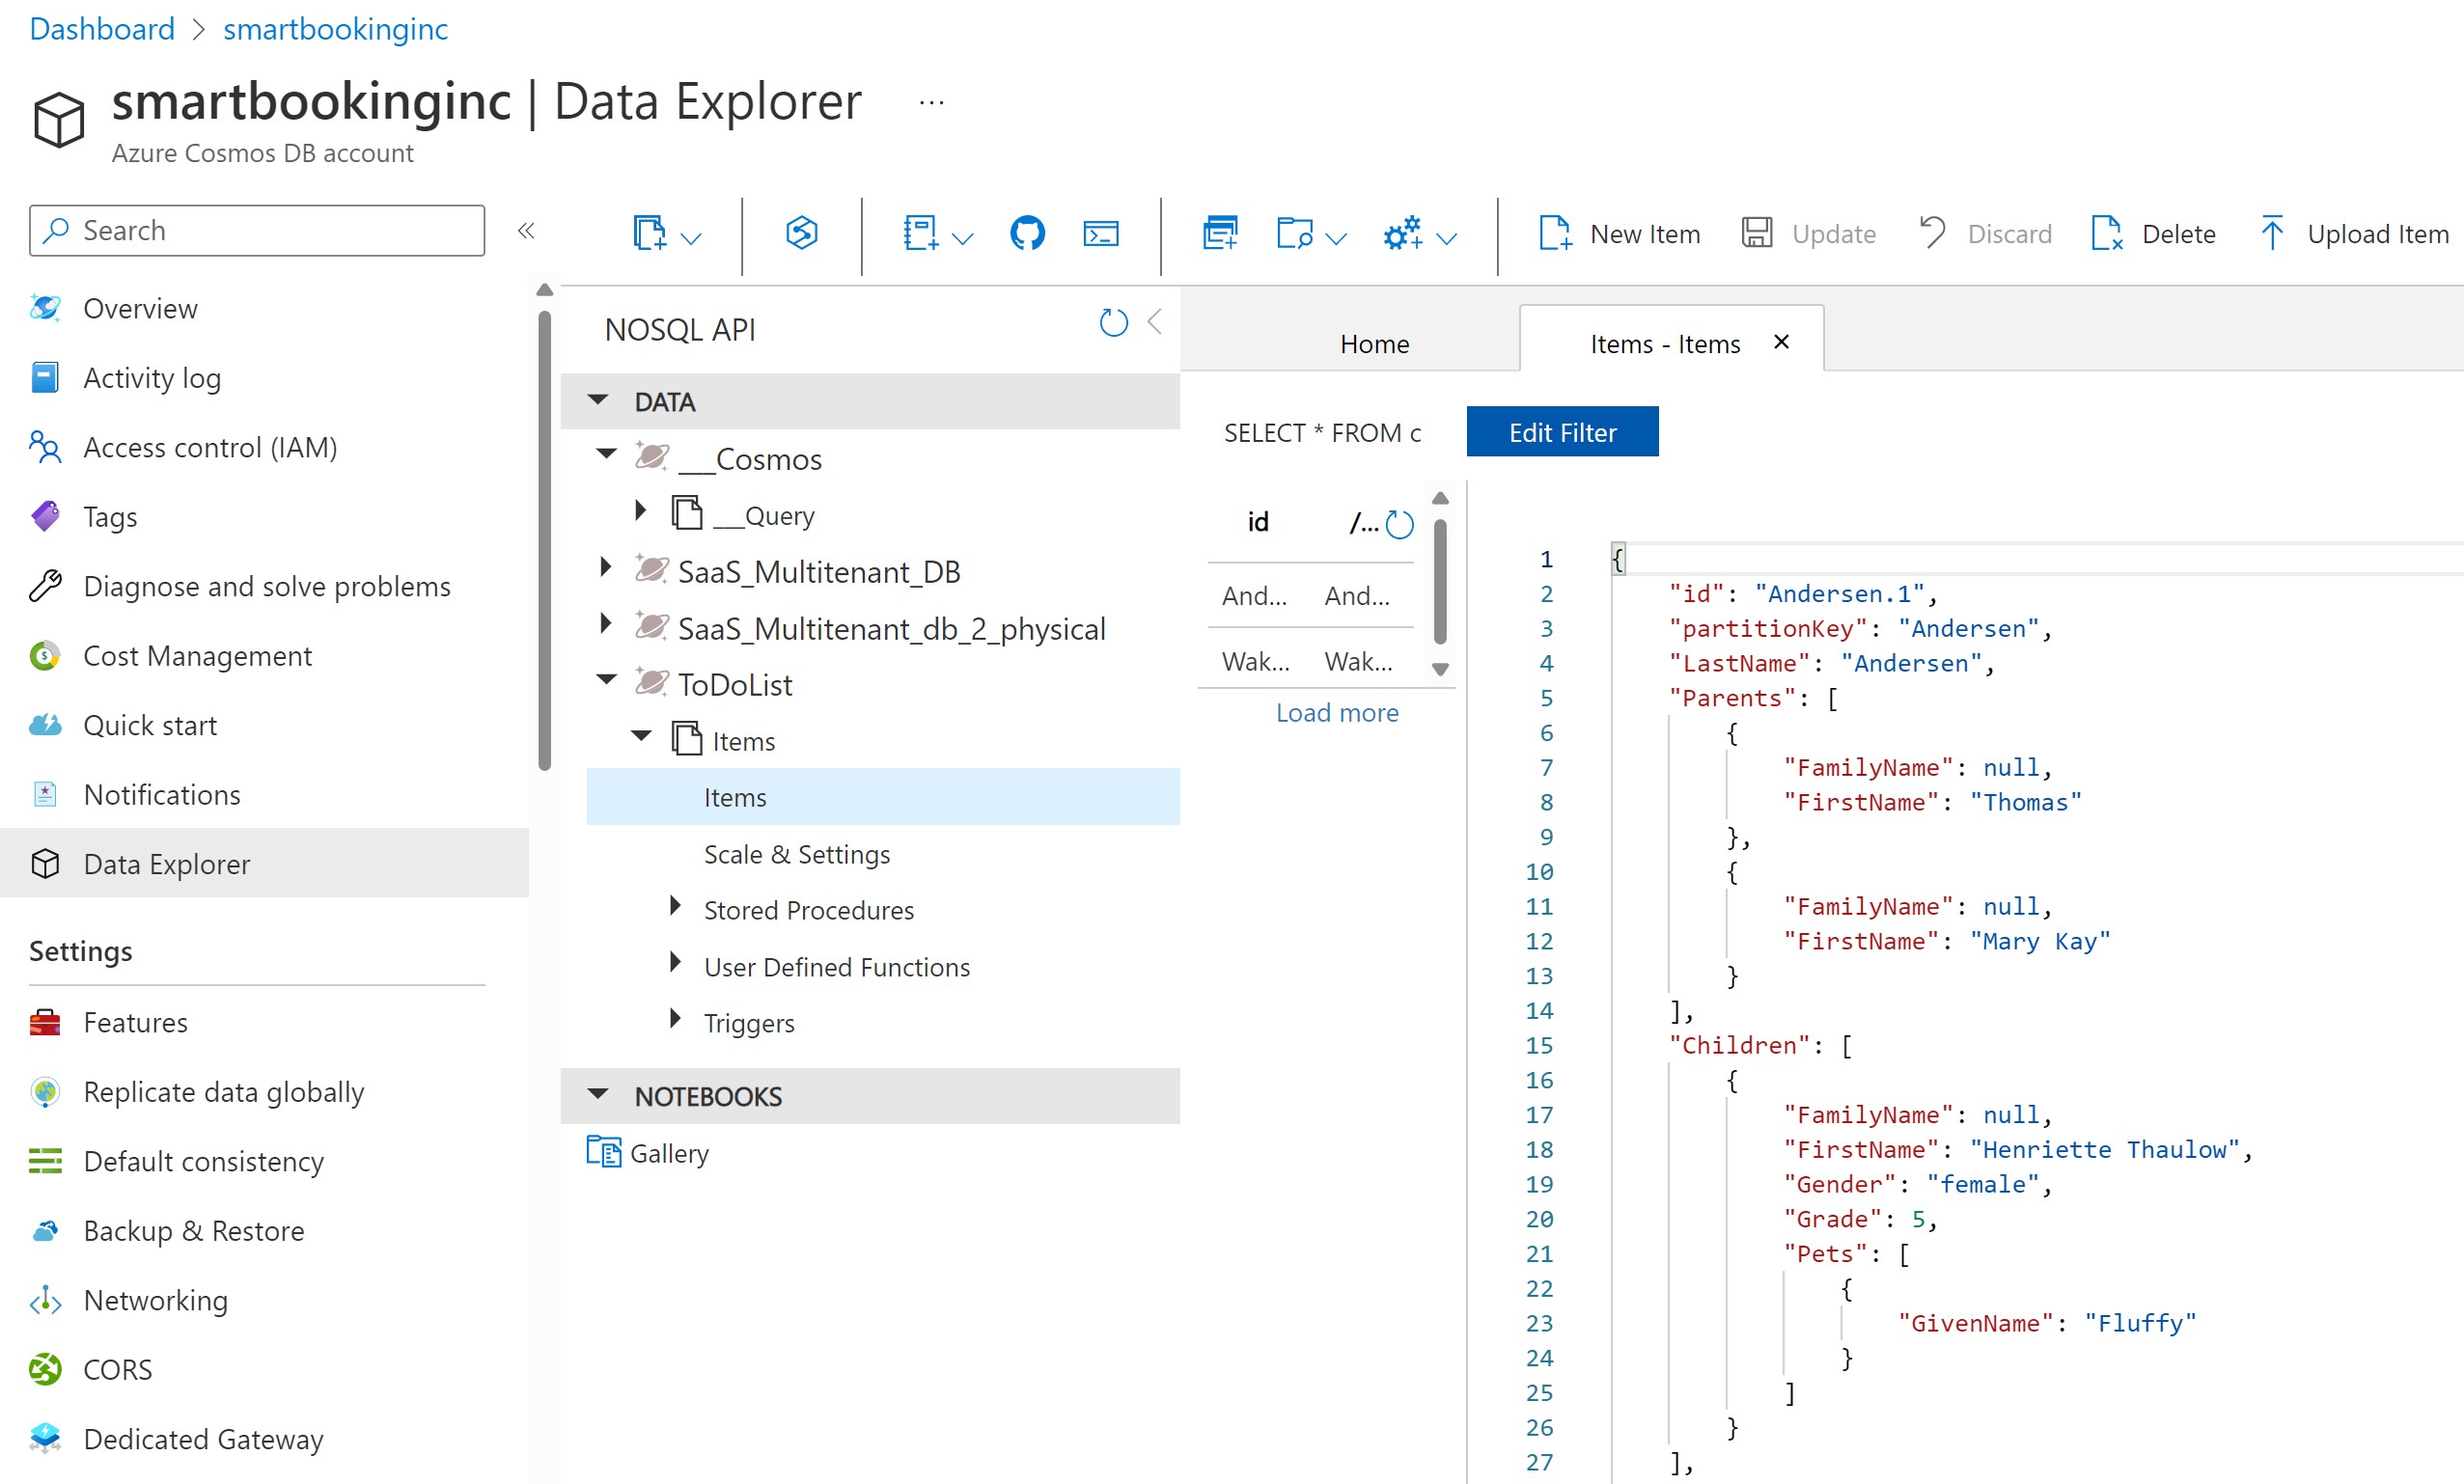 Dashboard > smartbookinginc
smartbookinginc | Data Explorer ...
Azure Cosmos DB account
Search
«
Overview
Activity log
Access control (IAM)
Tags
Diagnose and solve problems
Cost Management
Quick start
Notifications
Data Explorer
Settings
Features
Replicate data globally
Default consistency
Backup & Restore
Networking
CORS
Dedicated Gateway
New Item
Update
Discard
Delete
Upload Item
NOSQL API
DATA
___Cosmos
___Query
SaaS_Multitenant_DB
SaaS_Multitenant_db_2_physical
ToDoList
Items
Items
Scale & Settings
Stored Procedures
User Defined Functions
Triggers
NOTEBOOKS
Gallery
Home
Items - Items
SELECT * FROM c
Edit Filter
id /...
And... And...
Wak... Wak...
Load more
1 {
2 "id": "Andersen.1",
3 "partitionKey": "Andersen",
4 "LastName": "Andersen",
5 "Parents": [
6 {
7 "FamilyName": null,
8 "FirstName": "Thomas"
9 },
10 {
11 "FamilyName": null,
12 "FirstName": "Mary Kay"
13 }
14 ],
15 "Children": [
16 {
17 "FamilyName": null,
18 "FirstName": "Henriette Thaulow",
19 "Gender": "female",
20 "Grade": 5,
21 "Pets": [
22 {
23 "GivenName": "Fluffy"
24 }
25 ]
26 }
27 ],